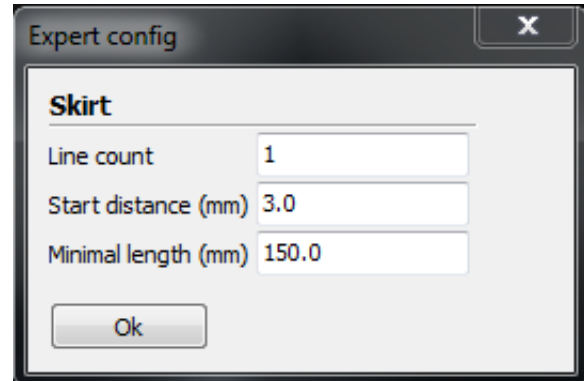 Expert config
X
Skirt
Line count 1
Start distance (mm) 3.0
Minimal length (mm) 150.0
Ok